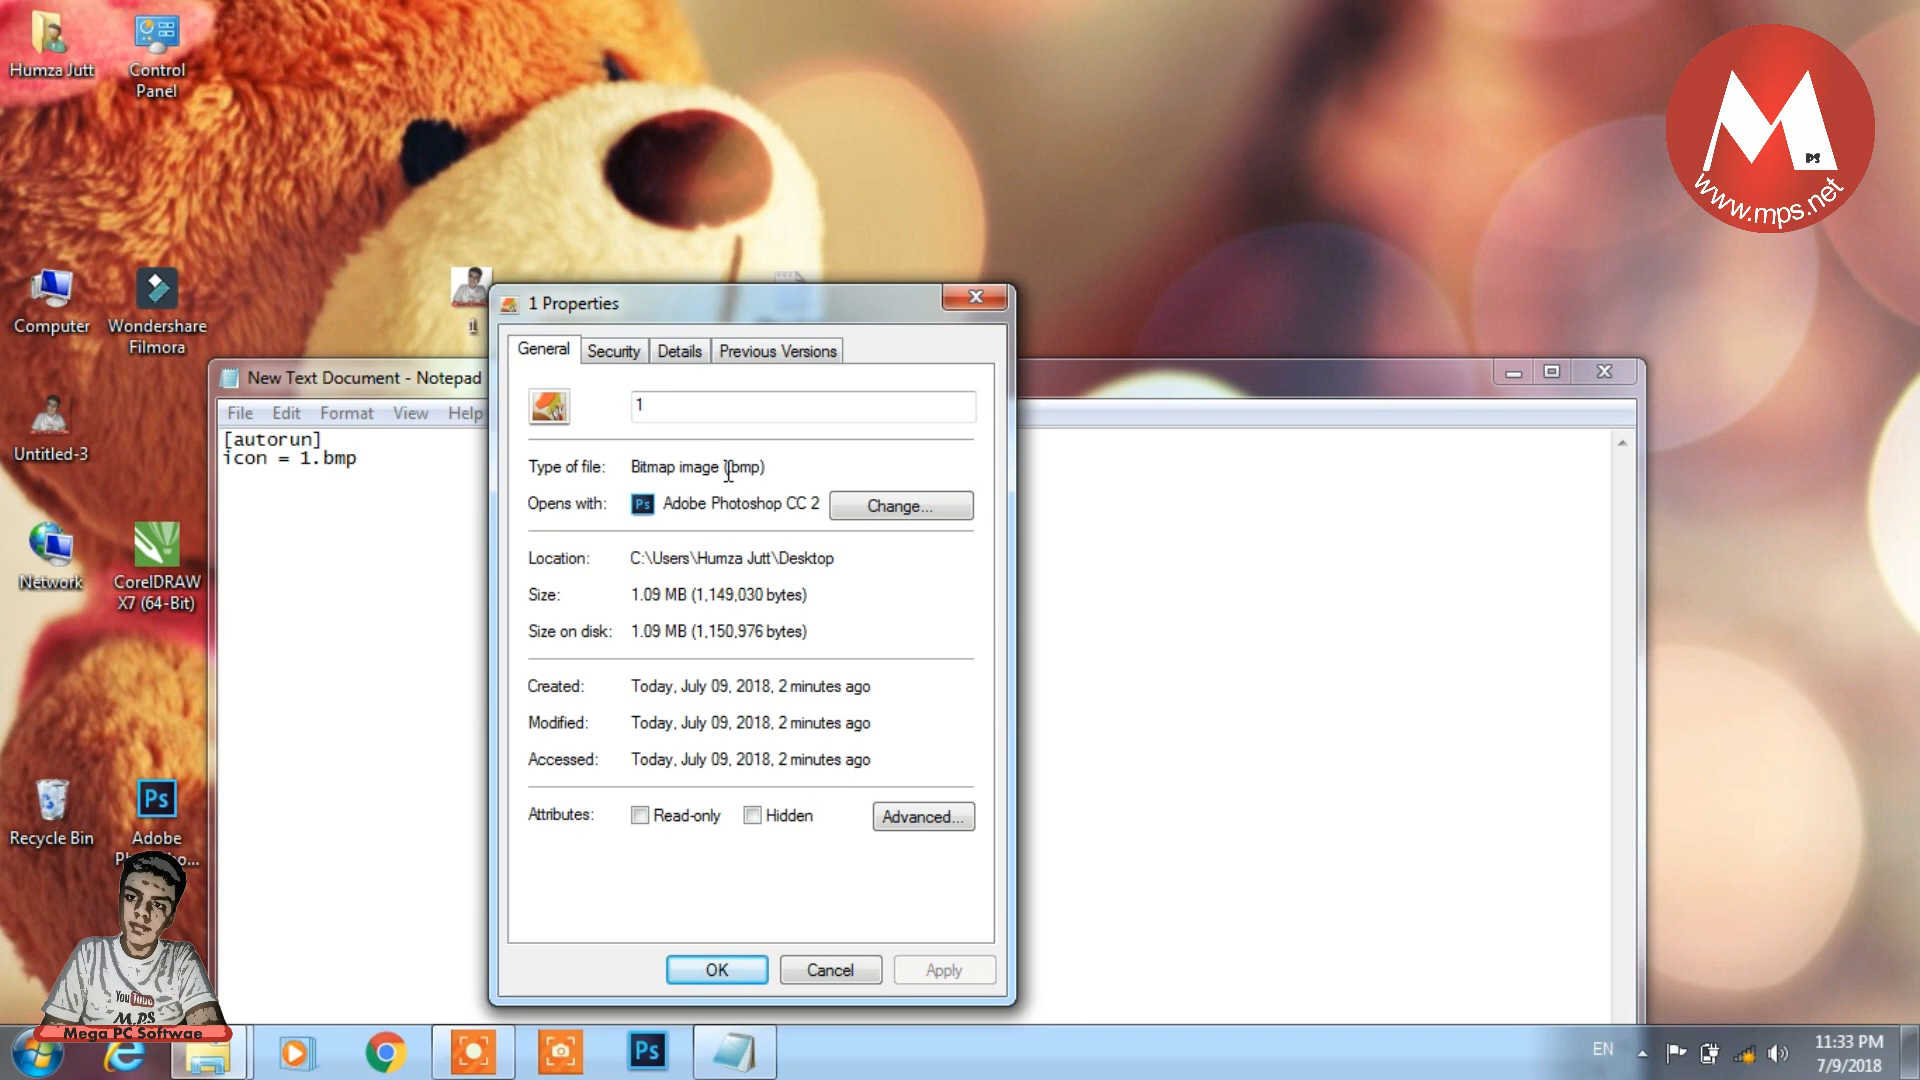 Humza Jutt
Control
Panel
M
PS
www.mps.net
Computer
Wondershare
Filmora
Untitled-3
Network
CorelDRAW
X7 (64-Bit)
Recycle Bin
Ps
Adobe
New Text Document - Notepad
File Edit Format View Help
[autorun]
icon = 1.bmp
1 Properties
General Security Details Previous Versions
1
Type of file: Bitmap image (.bmp)
Opens with: Ps Adobe Photoshop CC 2 Change...
Location: C:\Users\Humza Jutt\Desktop
Size: 1.09 MB (1,149,030 bytes)
Size on disk: 1.09 MB (1,150,976 bytes)
Created: Today, July 09, 2018, 2 minutes ago
Modified: Today, July 09, 2018, 2 minutes ago
Accessed: Today, July 09, 2018, 2 minutes ago
Attributes: Read-only Hidden Advanced...
OK Cancel Apply
You Tube
M.PS
Mega PC Softwae
Ps
EN
11:33 PM
7/9/2018